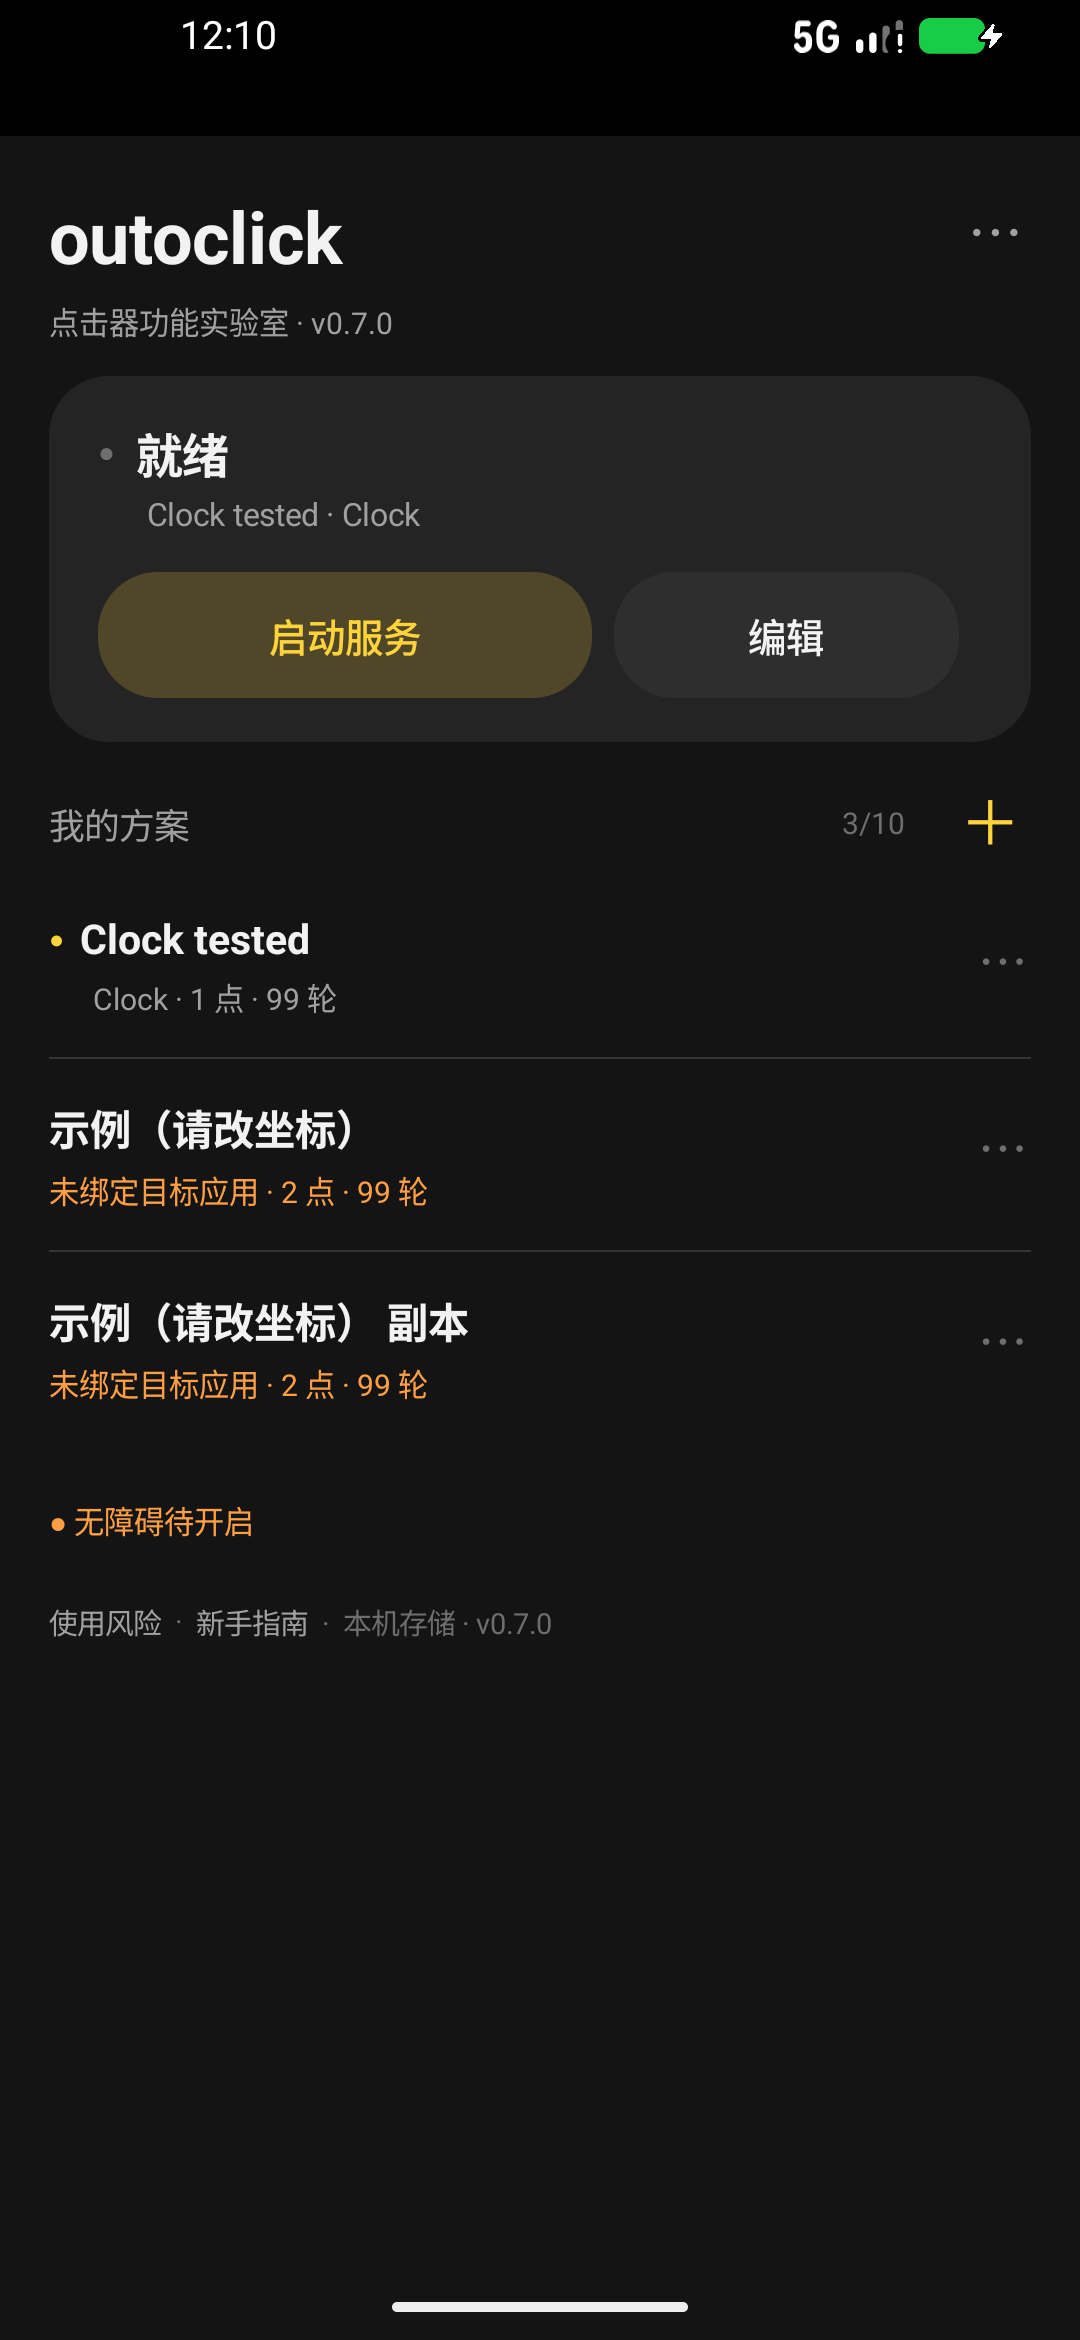 12:10 5G
outoclick
点击器功能实验室 · v0.7.0
就绪
Clock tested · Clock
启动服务 编辑
我的方案 3/10
Clock tested
Clock · 1 点 · 99 轮
示例（请改坐标）
未绑定目标应用 · 2 点 · 99 轮
示例（请改坐标） 副本
未绑定目标应用 · 2 点 · 99 轮
● 无障碍待开启
使用风险 · 新手指南 · 本机存储 · v0.7.0